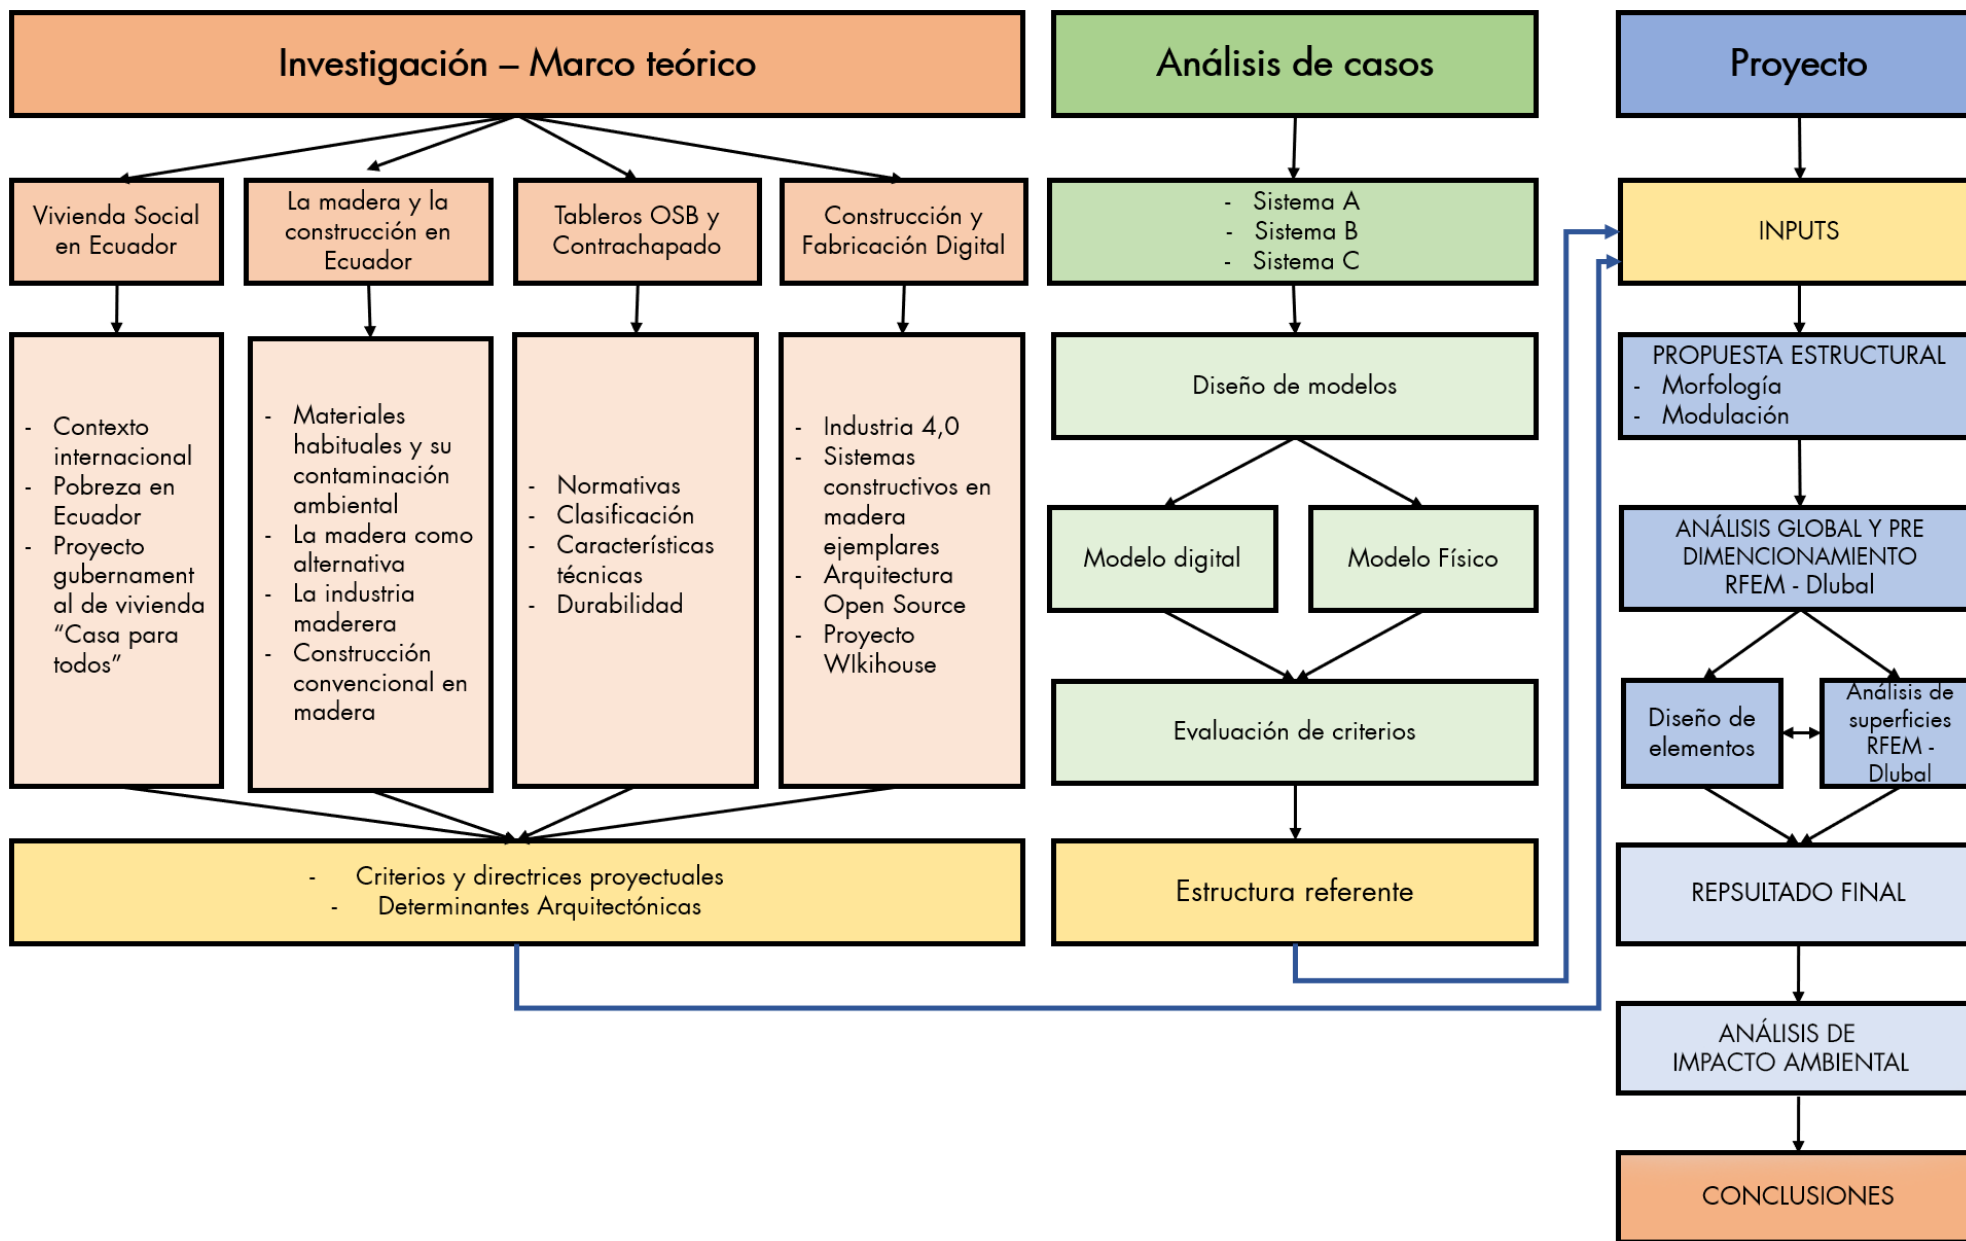 Investigación – Marco teórico
Vivienda Social
en Ecuador
La madera y la
construcción en
Ecuador
Tableros OSB y
Contrachapado
Construcción y
Fabricación Digital
- Contexto
internacional
- Pobreza en
Ecuador
- Proyecto
gubernament
al de vivienda
“Casa para
todos”
- Materiales
habituales y su
contaminación
ambiental
- La madera como
alternativa
- La industria
maderera
- Construcción
convencional en
madera
- Normativas
- Clasificación
- Características
técnicas
- Durabilidad
- Industria 4,0
- Sistemas
constructivos en
madera
ejemplares
- Arquitectura
Open Source
- Proyecto
WIkihouse
- Criterios y directrices proyectuales
- Determinantes Arquitectónicas
Análisis de casos
- Sistema A
- Sistema B
- Sistema C
Diseño de modelos
Modelo digital
Modelo Físico
Evaluación de criterios
Estructura referente
Proyecto
INPUTS
PROPUESTA ESTRUCTURAL
- Morfología
- Modulación
ANÁLISIS GLOBAL Y PRE
DIMENCIONAMIENTO
RFEM - Dlubal
Diseño de
elementos
Análisis de
superficies
RFEM -
Dlubal
REPSULTADO FINAL
ANÁLISIS DE
IMPACTO AMBIENTAL
CONCLUSIONES